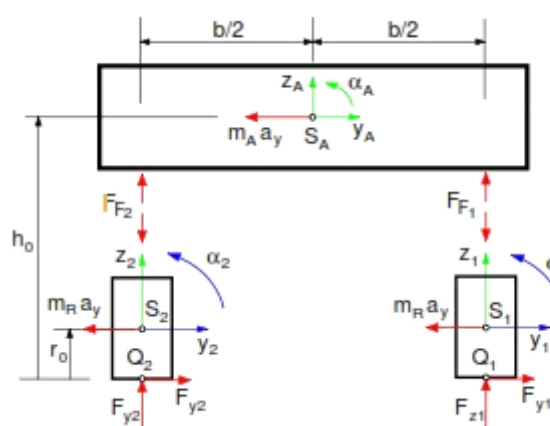 b/2 b/2
z_A α_A
m_A a_y S_A y_A
F_F2 F_F1
h_0
z_2 α_2 z_1
m_R a_y S_2 y_2 m_R a_y S_1 y_1
r_0
Q_2 Q_1
F_y2 F_y2 F_z1 F_y1